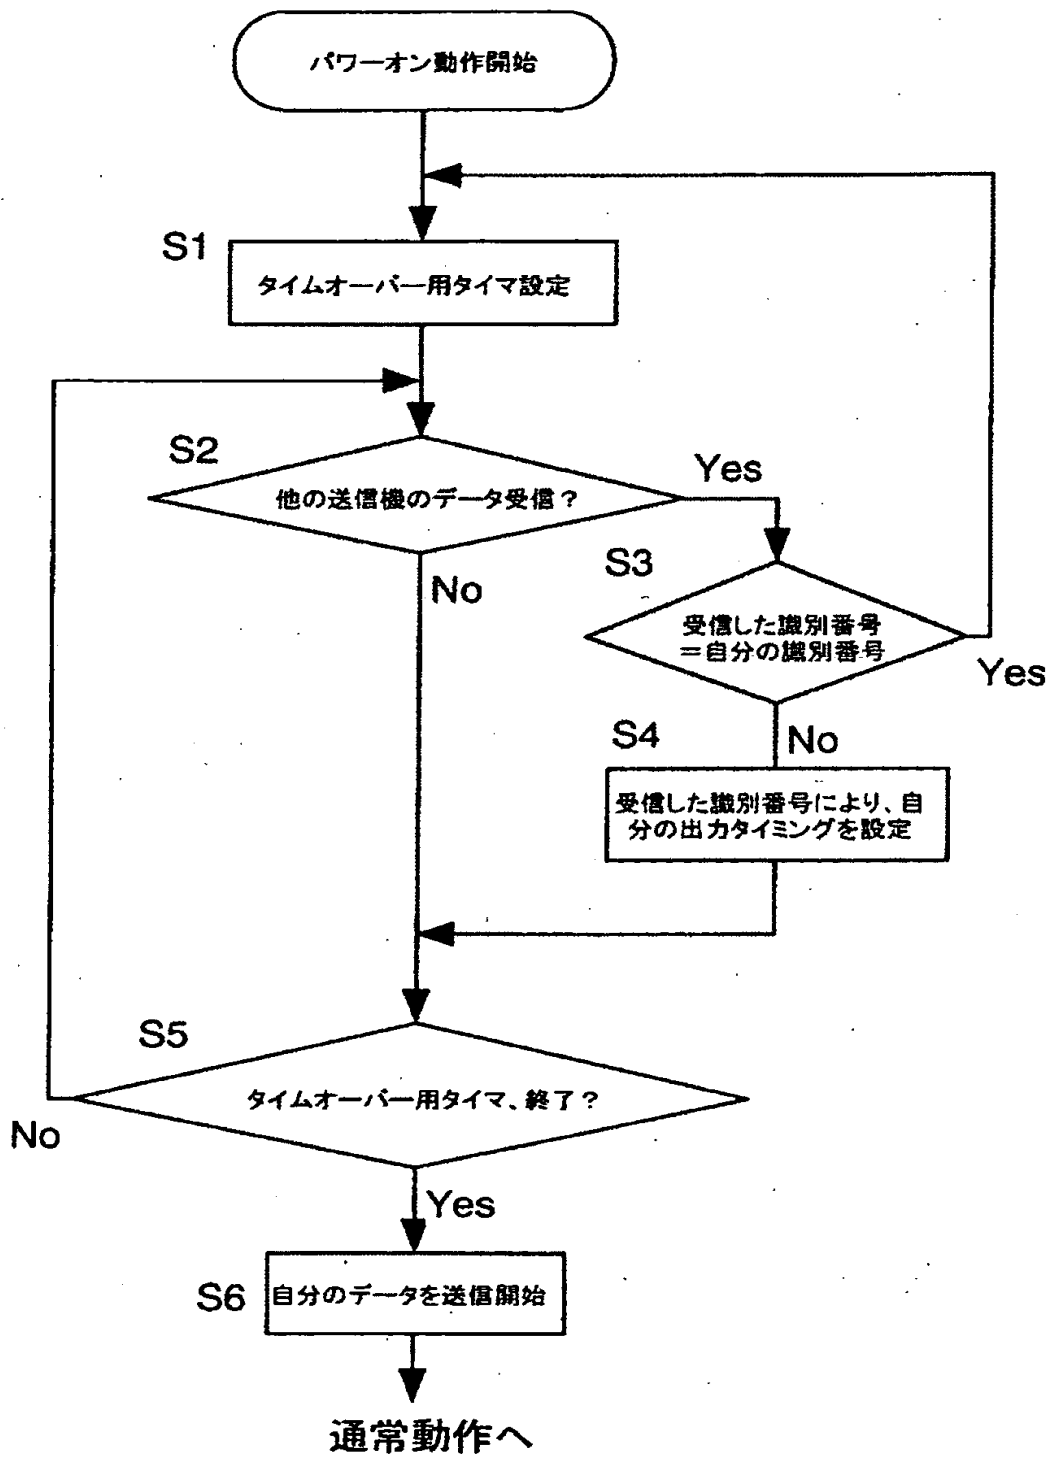 パワーオン動作開始
S1
タイムオーバー用タイマ設定
S2
他の送信機のデータ受信?
Yes
No
S3
受信した識別番号
=自分の識別番号
Yes
No
S4
受信した識別番号により、自
分の出力タイミングを設定
S5
タイムオーバー用タイマ、終了?
No
Yes
S6
自分のデータを送信開始
通常動作へ